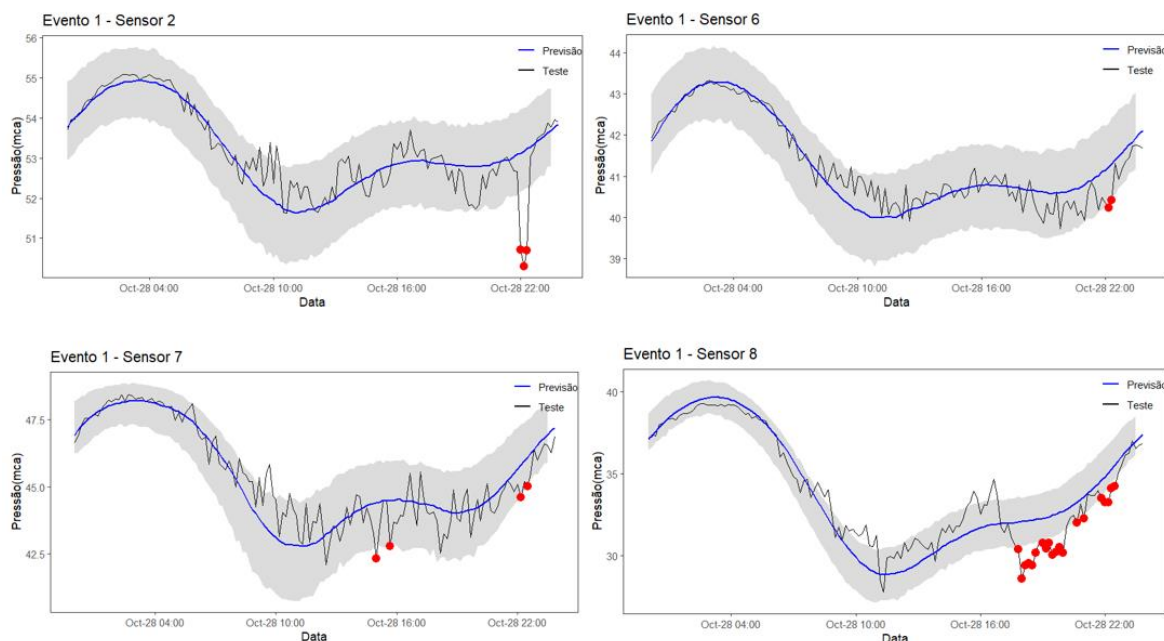 Evento 1 - Sensor 2
56
55
54
53
52
51
Pressão(mca)
Previsão
Teste
Oct-28 04:00 Oct-28 10:00 Oct-28 16:00 Oct-28 22:00
Data
Evento 1 - Sensor 6
44
43
42
41
40
39
Pressão(mca)
Previsão
Teste
Oct-28 04:00 Oct-28 10:00 Oct-28 16:00 Oct-28 22:00
Data
Evento 1 - Sensor 7
47.5
45.0
42.5
Pressão(mca)
Previsão
Teste
Oct-28 04:00 Oct-28 10:00 Oct-28 16:00 Oct-28 22:00
Data
Evento 1 - Sensor 8
40
35
30
Pressão(mca)
Previsão
Teste
Oct-28 04:00 Oct-28 10:00 Oct-28 16:00 Oct-28 22:00
Data